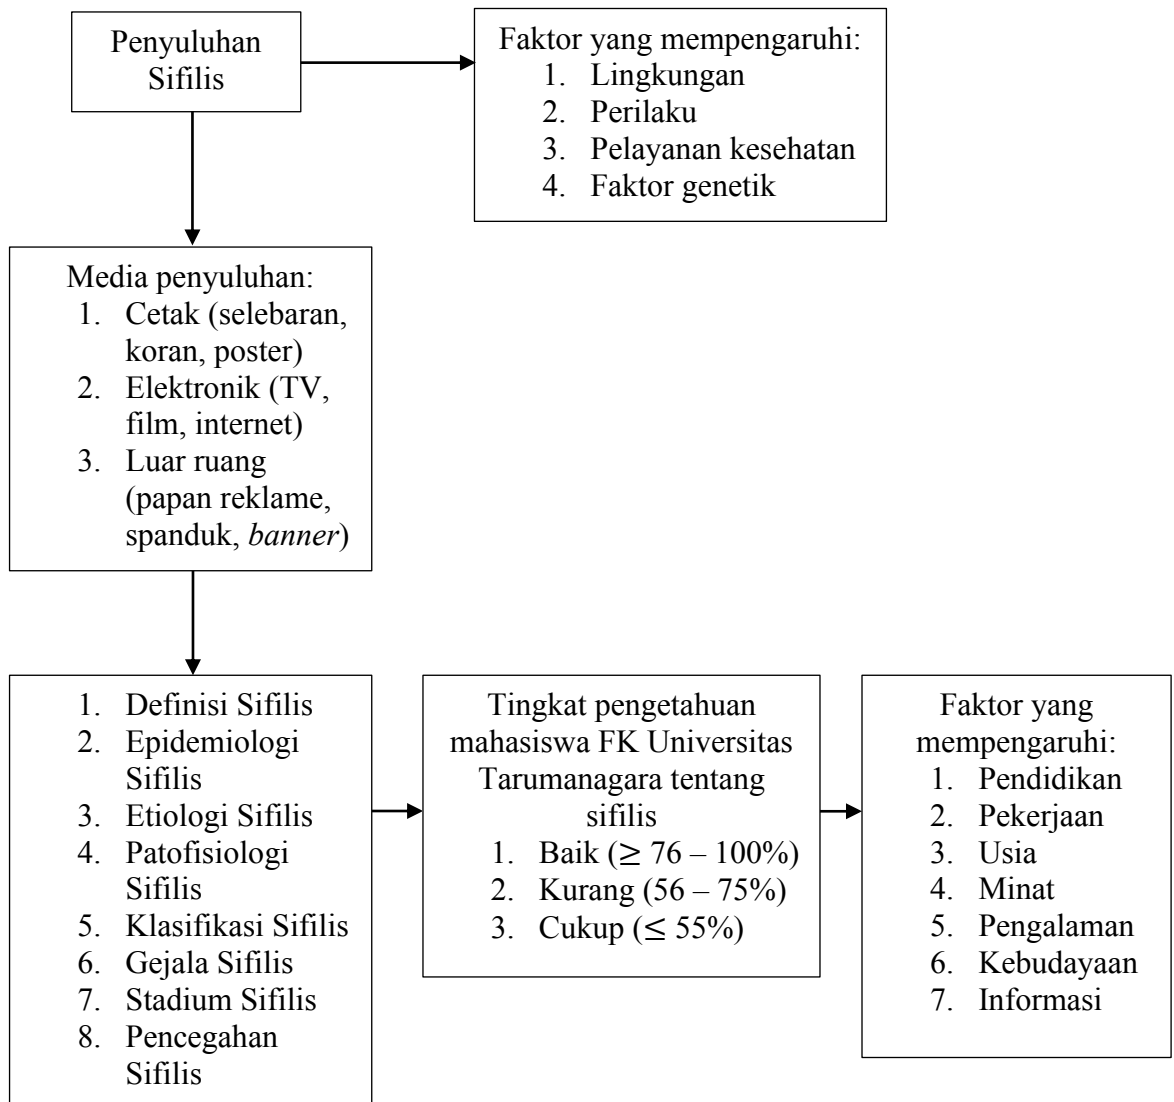 Penyuluhan
Sifilis
Faktor yang mempengaruhi:
1. Lingkungan
2. Perilaku
3. Pelayanan kesehatan
4. Faktor genetik
Media penyuluhan:
1. Cetak (selebaran,
koran, poster)
2. Elektronik (TV,
film, internet)
3. Luar ruang
(papan reklame,
spanduk, banner)
1. Definisi Sifilis
2. Epidemiologi
Sifilis
3. Etiologi Sifilis
4. Patofisiologi
Sifilis
5. Klasifikasi Sifilis
6. Gejala Sifilis
7. Stadium Sifilis
8. Pencegahan
Sifilis
Tingkat pengetahuan
mahasiswa FK Universitas
Tarumanagara tentang
sifilis
1. Baik (≥ 76 – 100%)
2. Kurang (56 – 75%)
3. Cukup (≤ 55%)
Faktor yang
mempengaruhi:
1. Pendidikan
2. Pekerjaan
3. Usia
4. Minat
5. Pengalaman
6. Kebudayaan
7. Informasi